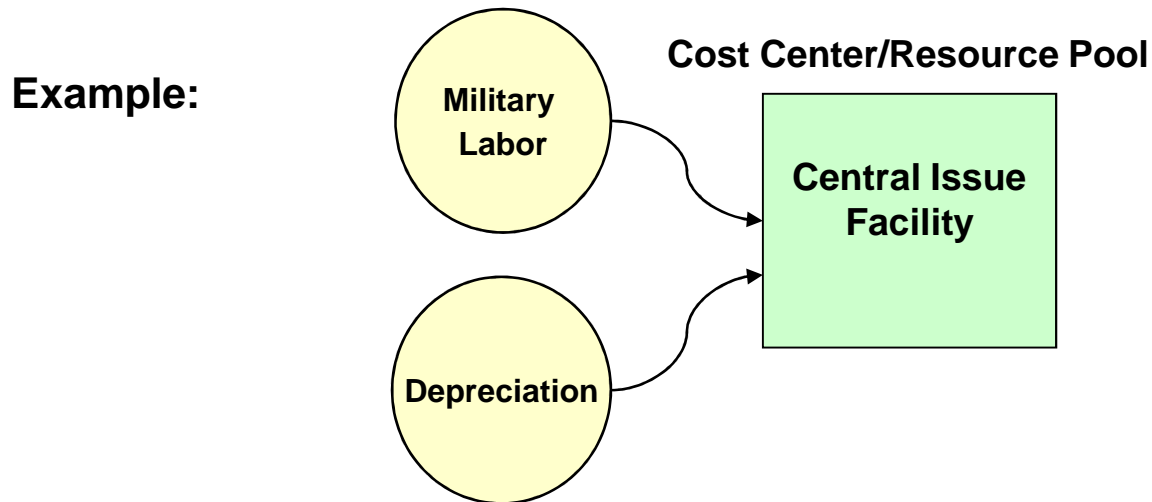 Example:
Military
Labor
Cost Center/Resource Pool
Central Issue
Facility
Depreciation